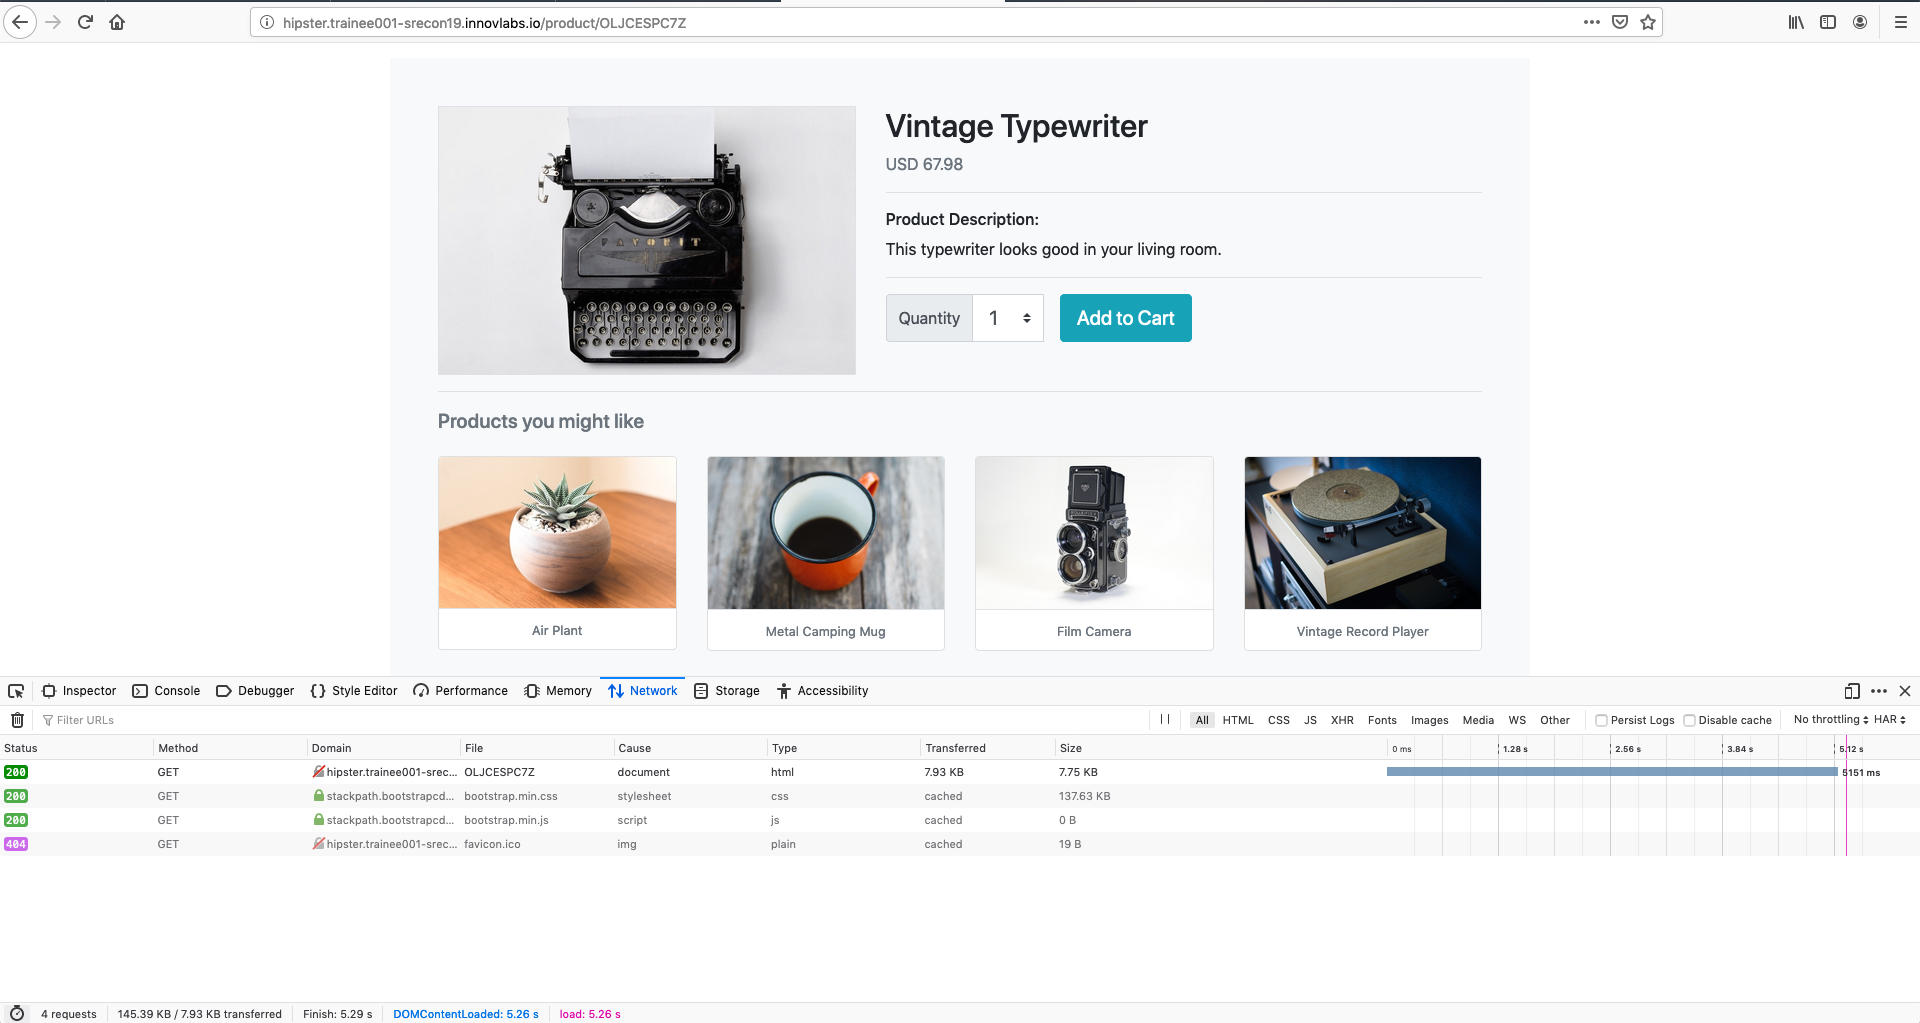 hipster.trainee001-srecon19.innovlabs.io/product/OLJCESPC7Z
Vintage Typewriter
USD 67.98
Product Description:
This typewriter looks good in your living room.
Quantity 1 Add to Cart
FAVORIT
Products you might like
Air Plant Metal Camping Mug Film Camera Vintage Record Player
Inspector Console Debugger Style Editor Performance Memory Network Storage Accessibility
Filter URLs All HTML CSS JS XHR Fonts Images Media WS Other Persist Logs Disable cache No throttling HAR
Status Method Domain File Cause Type Transferred Size 0 ms 1.28 s 2.56 s 3.84 s 5.12 s
200 GET hipster.trainee001-srec... OLJCESPC7Z document html 7.93 KB 7.75 KB 5151 ms
200 GET stackpath.bootstrapcd... bootstrap.min.css stylesheet css cached 137.63 KB
200 GET stackpath.bootstrapcd... bootstrap.min.js script js cached 0 B
404 GET hipster.trainee001-srec... favicon.ico img plain cached 19 B
4 requests 145.39 KB / 7.93 KB transferred Finish: 5.29 s DOMContentLoaded: 5.26 s load: 5.26 s